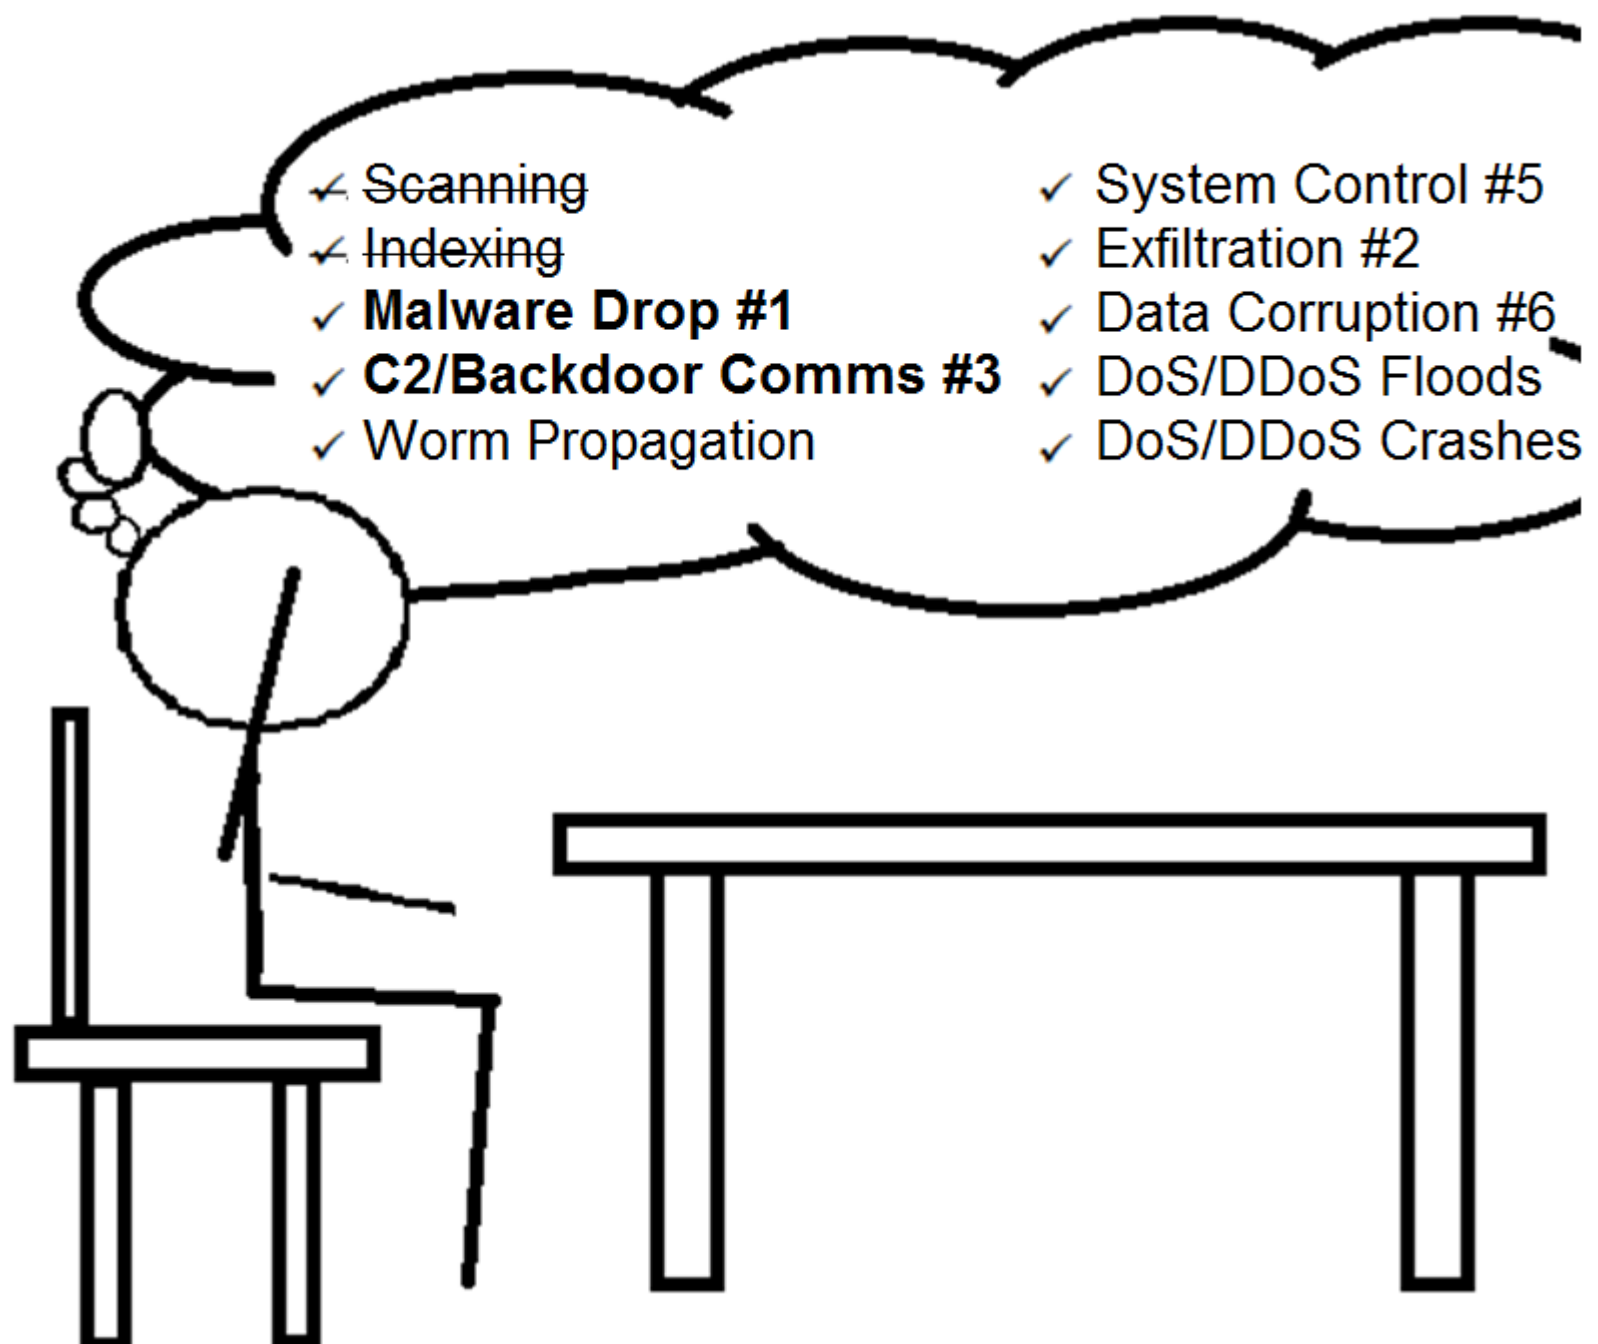 Scanning
Indexing
Malware Drop #1
C2/Backdoor Comms #3
Worm Propagation
System Control #5
Exfiltration #2
Data Corruption #6
DoS/DDoS Floods
DoS/DDoS Crashes